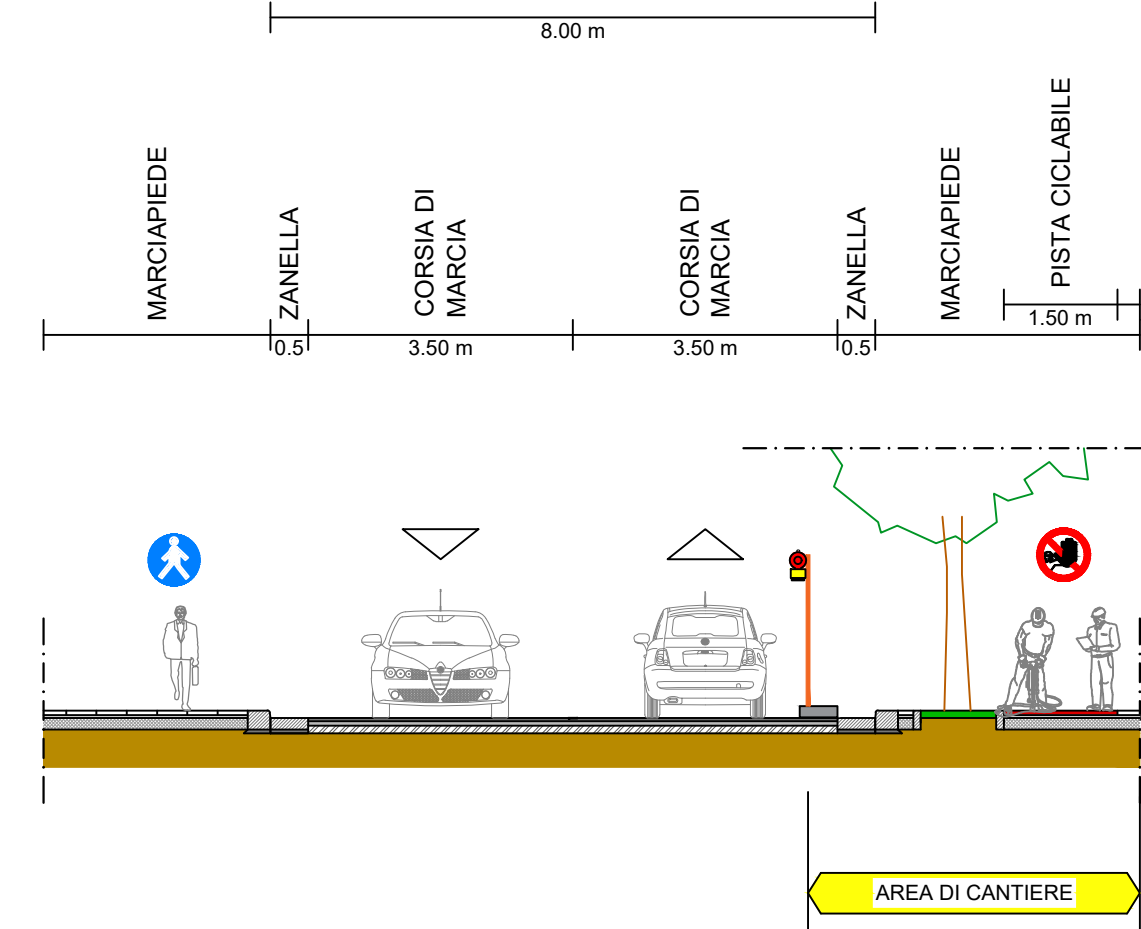 8.00 m
MARCIAPIEDE
ZANELLA
CORSIA DI
MARCIA
CORSIA DI
MARCIA
ZANELLA
MARCIAPIEDE
PISTA CICLABILE
1.50 m
0.5
3.50 m
3.50 m
0.5
AREA DI CANTIERE